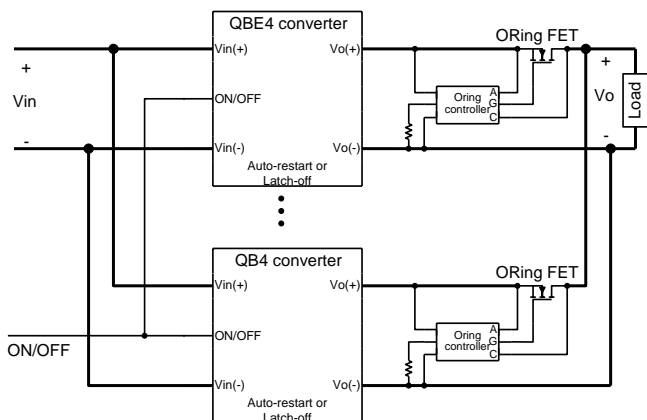 QBE4 converter
ORing FET
Vin(+)
Vo(+)
+
Vin
-
ON/OFF
A
G
C
Oring
controller
+
Vo
-
Load
Vin(-)
Vo(-)
Auto-restart or
Latch-off
QB4 converter
ORing FET
Vin(+)
Vo(+)
ON/OFF
ON/OFF
A
G
C
Oring
controller
Vin(-)
Vo(-)
Auto-restart or
Latch-off